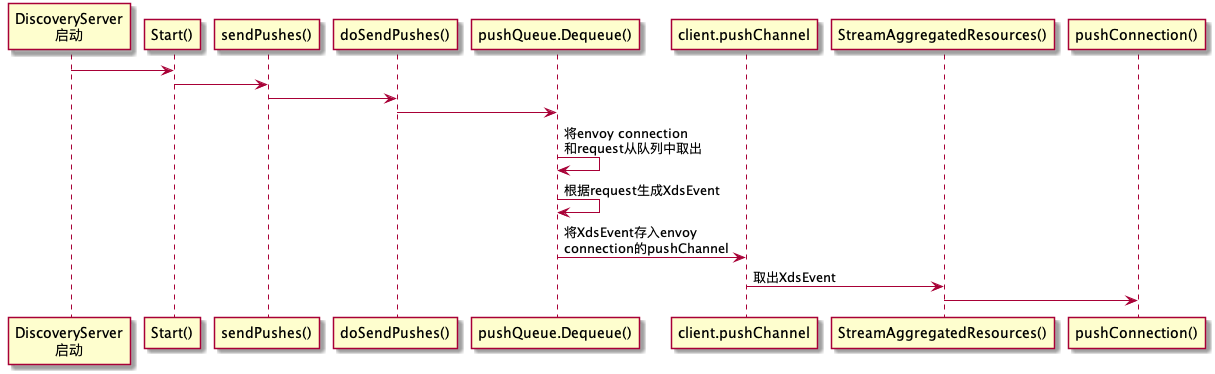 DiscoveryServer
启动
Start()
sendPushes()
doSendPushes()
pushQueue.Dequeue()
client.pushChannel
StreamAggregatedResources()
pushConnection()
将envoy connection
和request从队列中取出
根据request生成XdsEvent
将XdsEvent存入envoy
connection的pushChannel
取出XdsEvent
DiscoveryServer
启动
Start()
sendPushes()
doSendPushes()
pushQueue.Dequeue()
client.pushChannel
StreamAggregatedResources()
pushConnection()